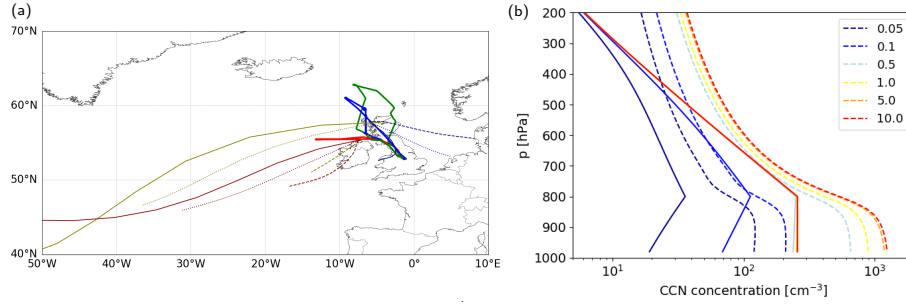 (a)
70°N
60°N
50°N
40°N
50°W 40°W 30°W 20°W 10°W 0° 10°E
(b)
200
300
400
500
600
700
800
900
1000
p [hPa]
10¹ 10² 10³
CCN concentration [cm⁻³]
0.05
0.1
0.5
1.0
5.0
10.0